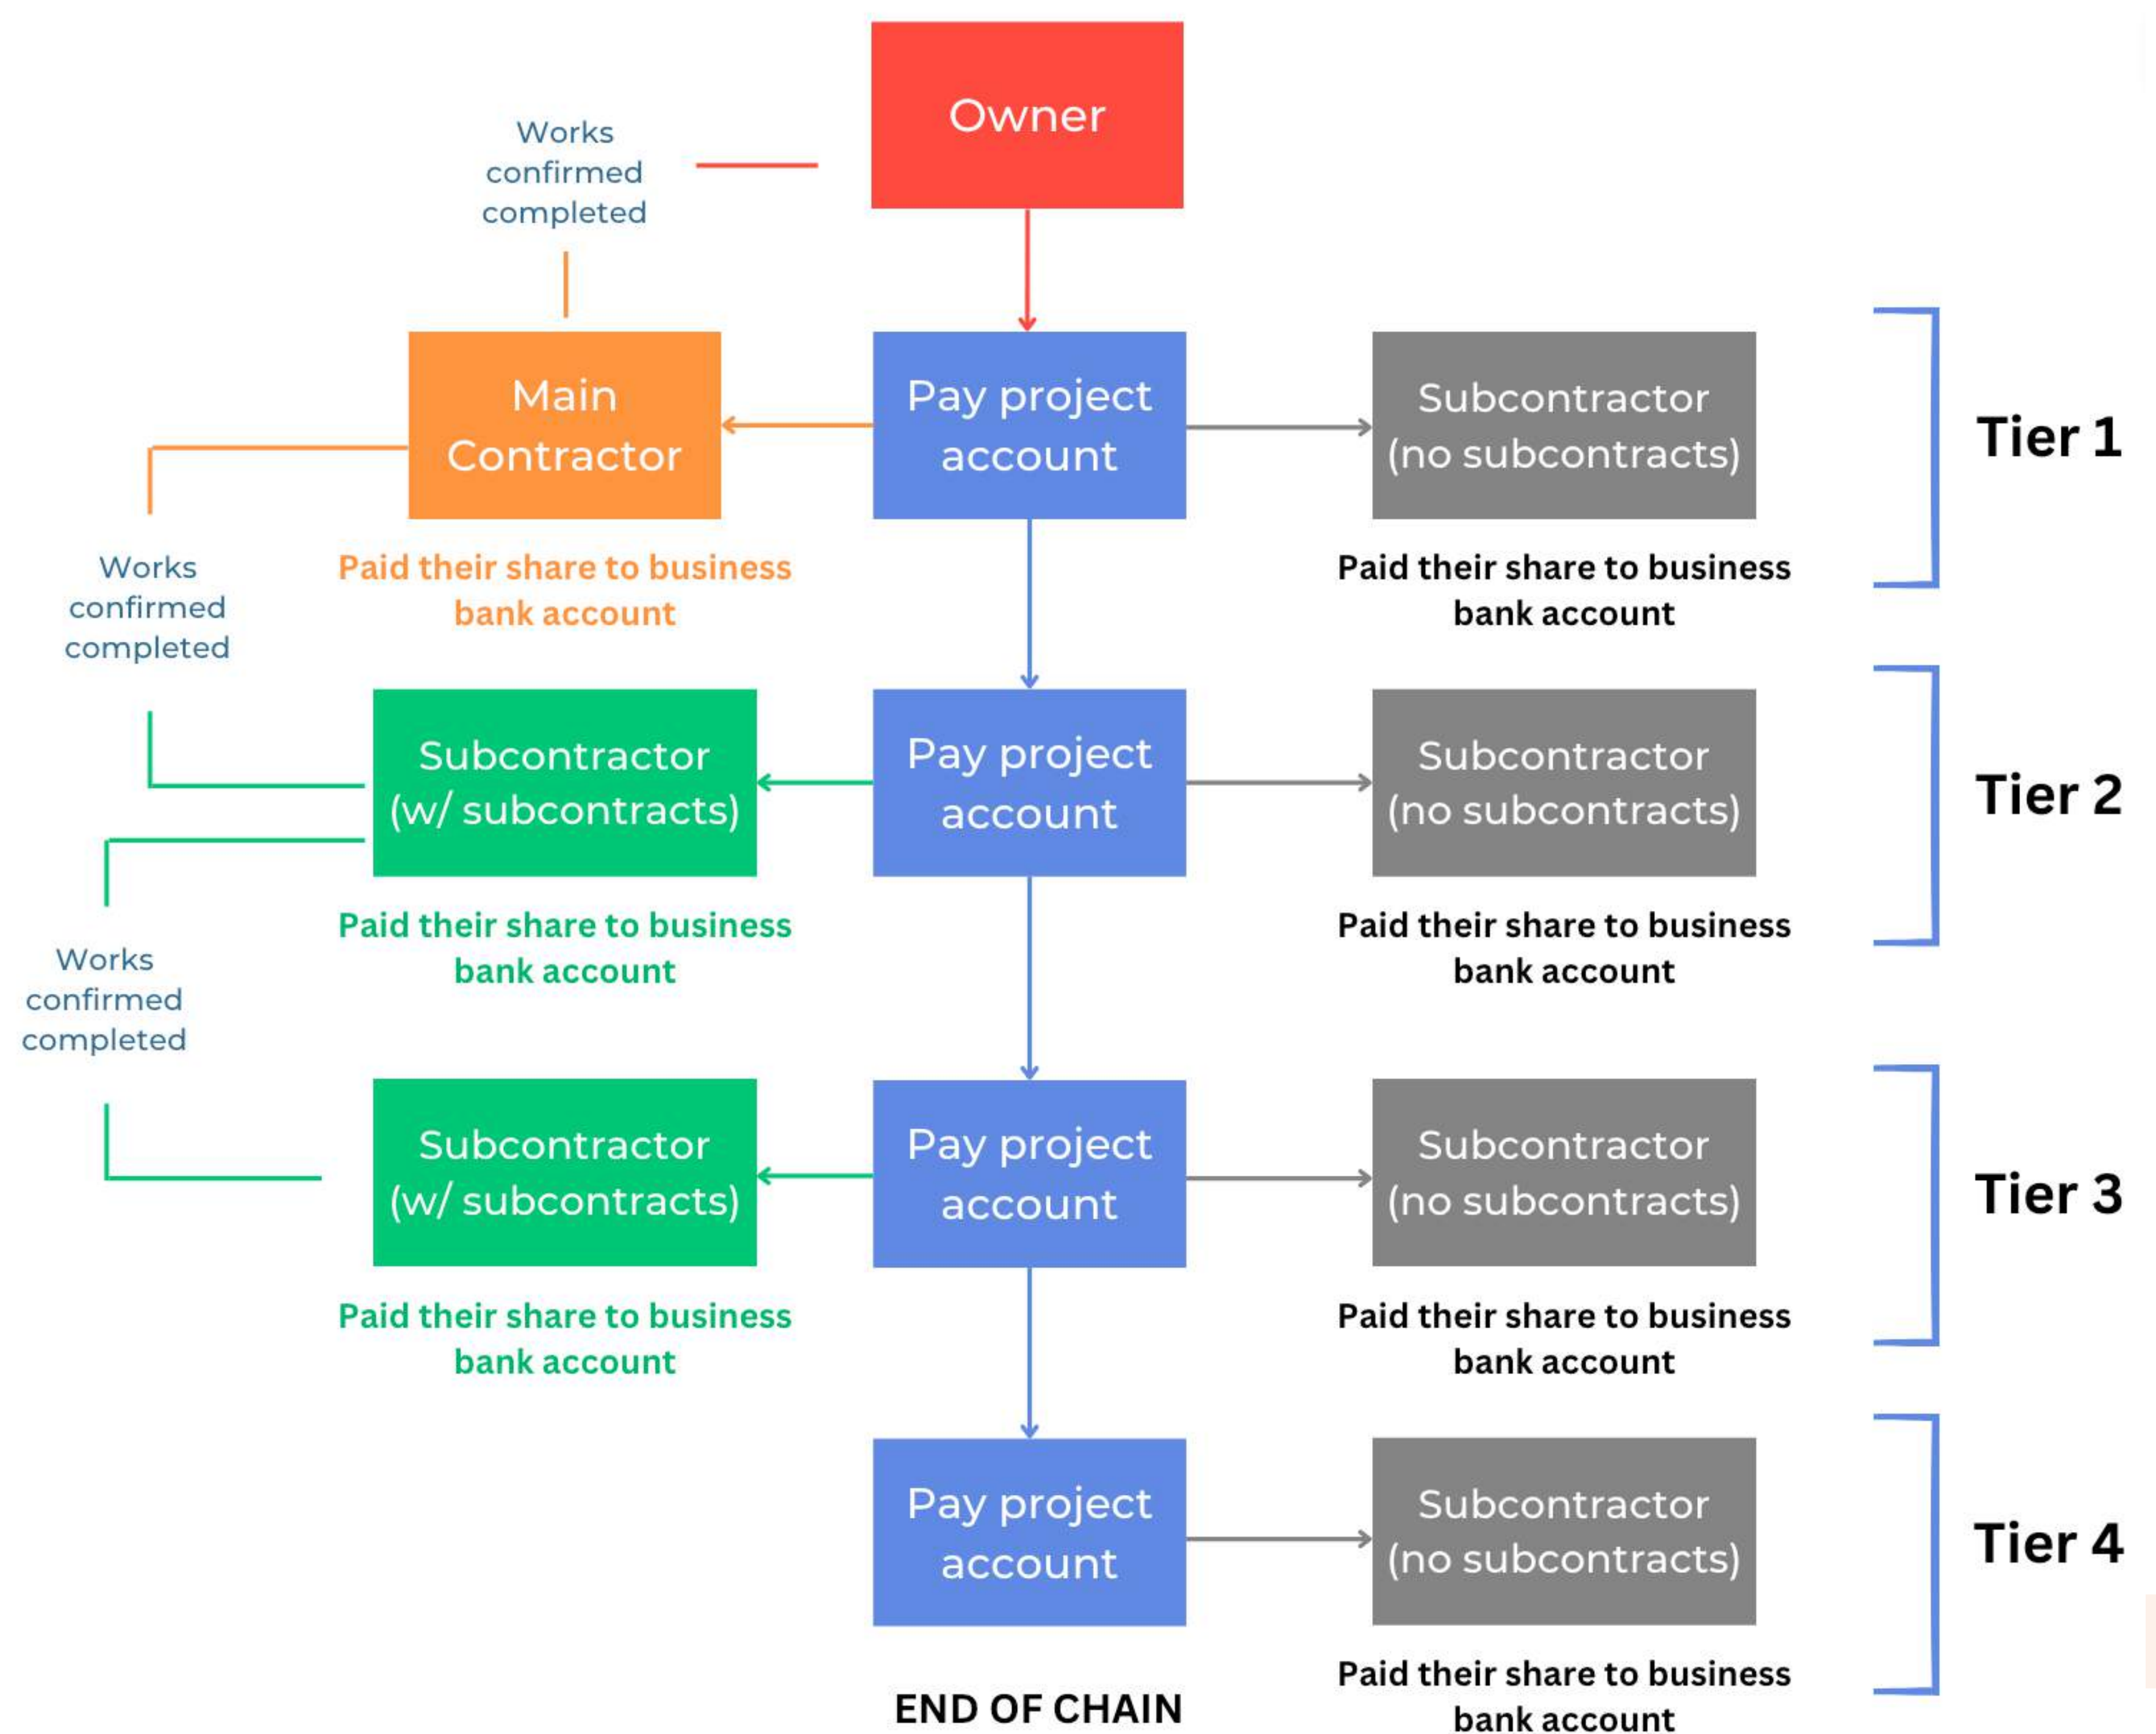 Owner
Works
confirmed
completed
Main
Contractor
Pay project
account
Subcontractor
(no subcontracts)
Tier 1
Paid their share to business
bank account
Paid their share to business
bank account
Works
confirmed
completed
Subcontractor
(w/ subcontracts)
Pay project
account
Subcontractor
(no subcontracts)
Tier 2
Paid their share to business
bank account
Paid their share to business
bank account
Works
confirmed
completed
Subcontractor
(w/ subcontracts)
Pay project
account
Subcontractor
(no subcontracts)
Tier 3
Paid their share to business
bank account
Paid their share to business
bank account
Pay project
account
Subcontractor
(no subcontracts)
Tier 4
END OF CHAIN
Paid their share to business
bank account